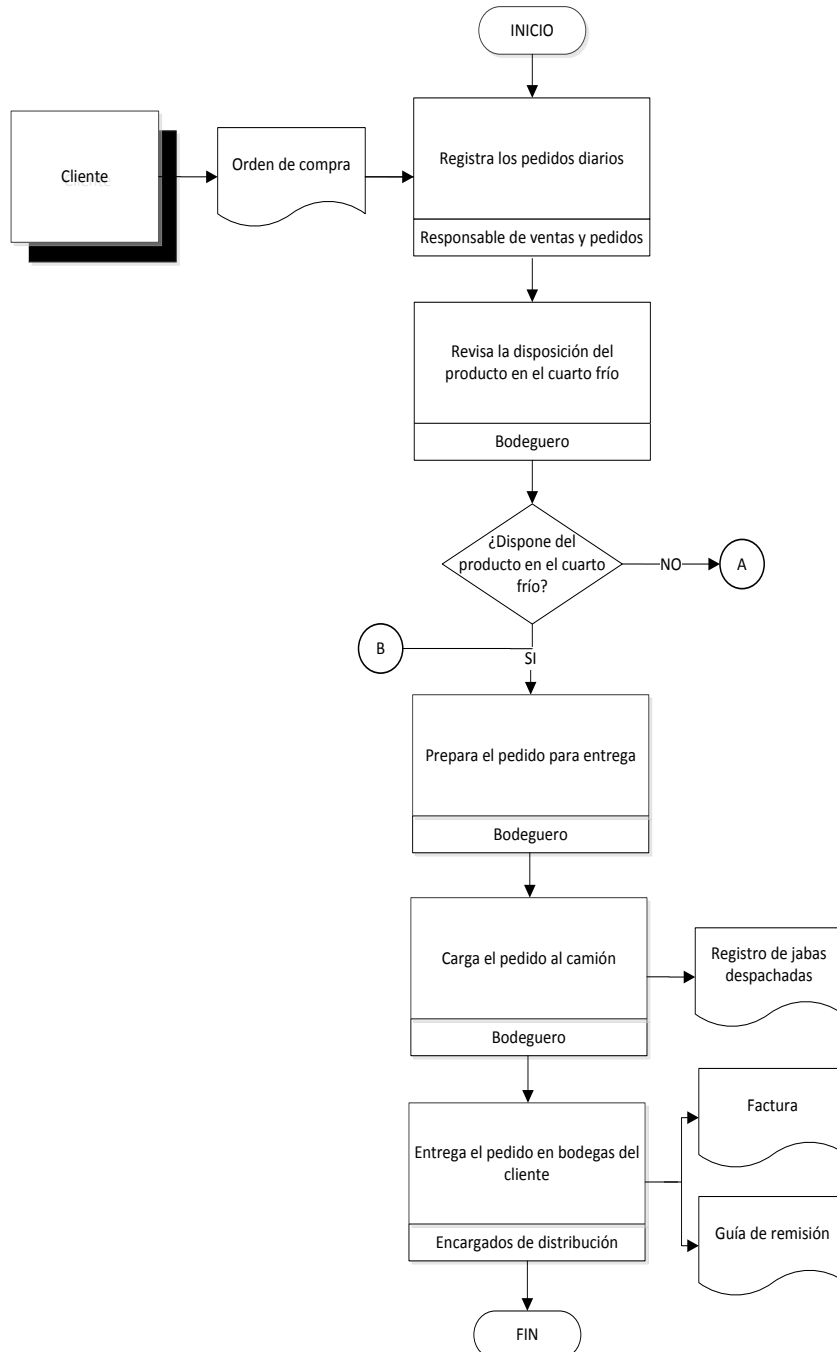 INICIO
Cliente
Orden de compra
Registra los pedidos diarios
Responsable de ventas y pedidos
Revisa la disposición del
producto en el cuarto frío
Bodeguero
¿Dispone del
producto en el cuarto
frío?
NO
A
B
SI
Prepara el pedido para entrega
Bodeguero
Carga el pedido al camión
Registro de jabas
despachadas
Bodeguero
Factura
Entrega el pedido en bodegas del
cliente
Guía de remisión
Encargados de distribución
FIN